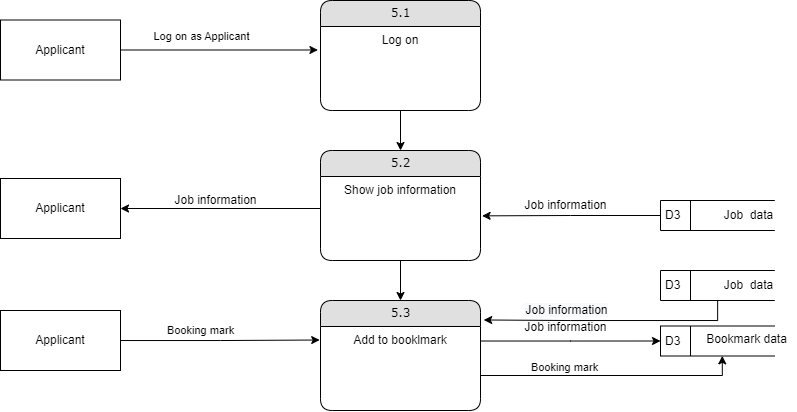 5.1
Log on as Applicant
Applicant
Log on
5.2
Show job information
Job information
Applicant
Job information
D3
Job data
D3
Job data
5.3
Job information
Job information
Booking mark
Applicant
Add to booklmark
D3
Bookmark data
Booking mark